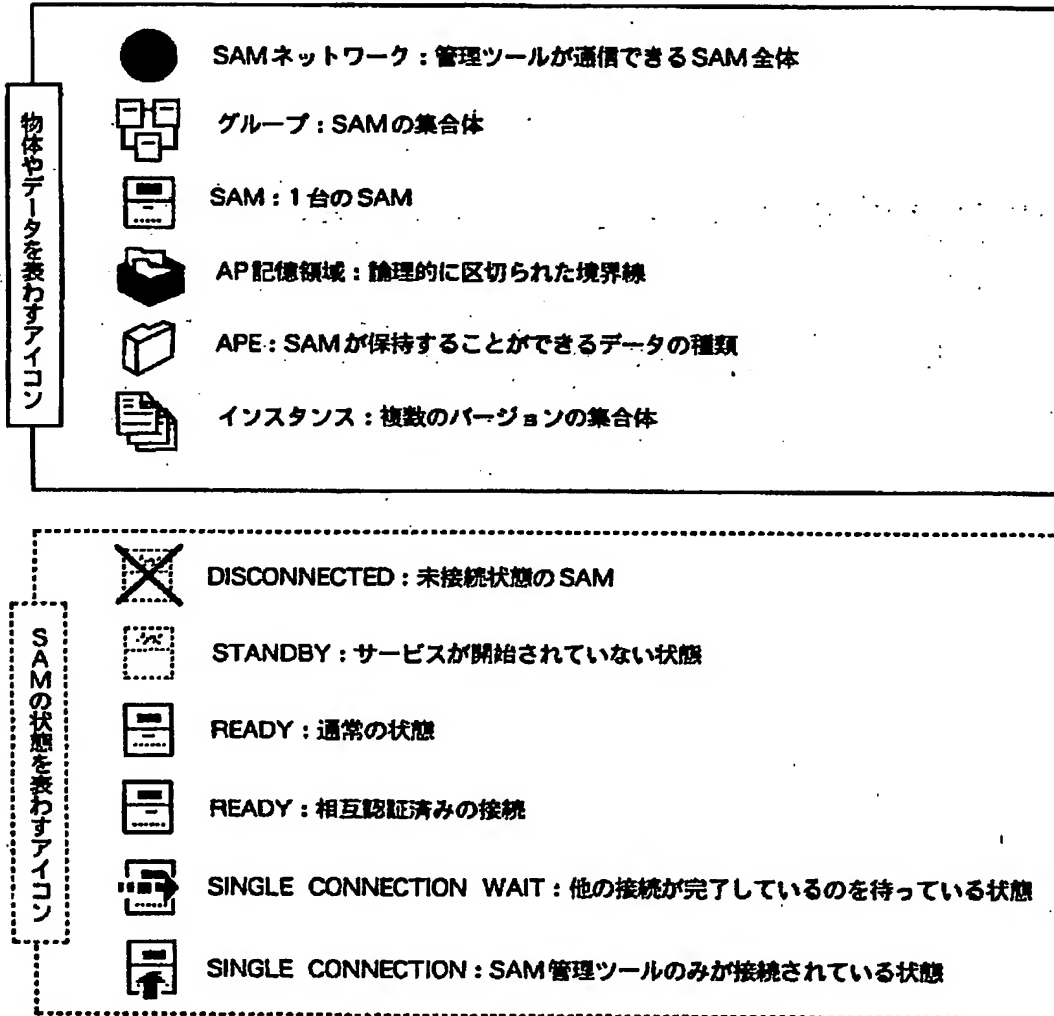 物体やデータを表わすアイコン
SAMネットワーク：管理ツールが通信できるSAM全体
グループ：SAMの集合体
SAM：1台のSAM
AP記憶領域：論理的に区切られた境界線
APE：SAMが保持することができるデータの種類
インスタンス：複数のバージョンの集合体
SAMの状態を表わすアイコン
DISCONNECTED：未接続状態のSAM
STANDBY：サービスが開始されていない状態
READY：通常の状態
READY：相互認証済みの接続
SINGLE CONNECTION WAIT：他の接続が完了しているのを待っている状態
SINGLE CONNECTION：SAM管理ツールのみが接続されている状態